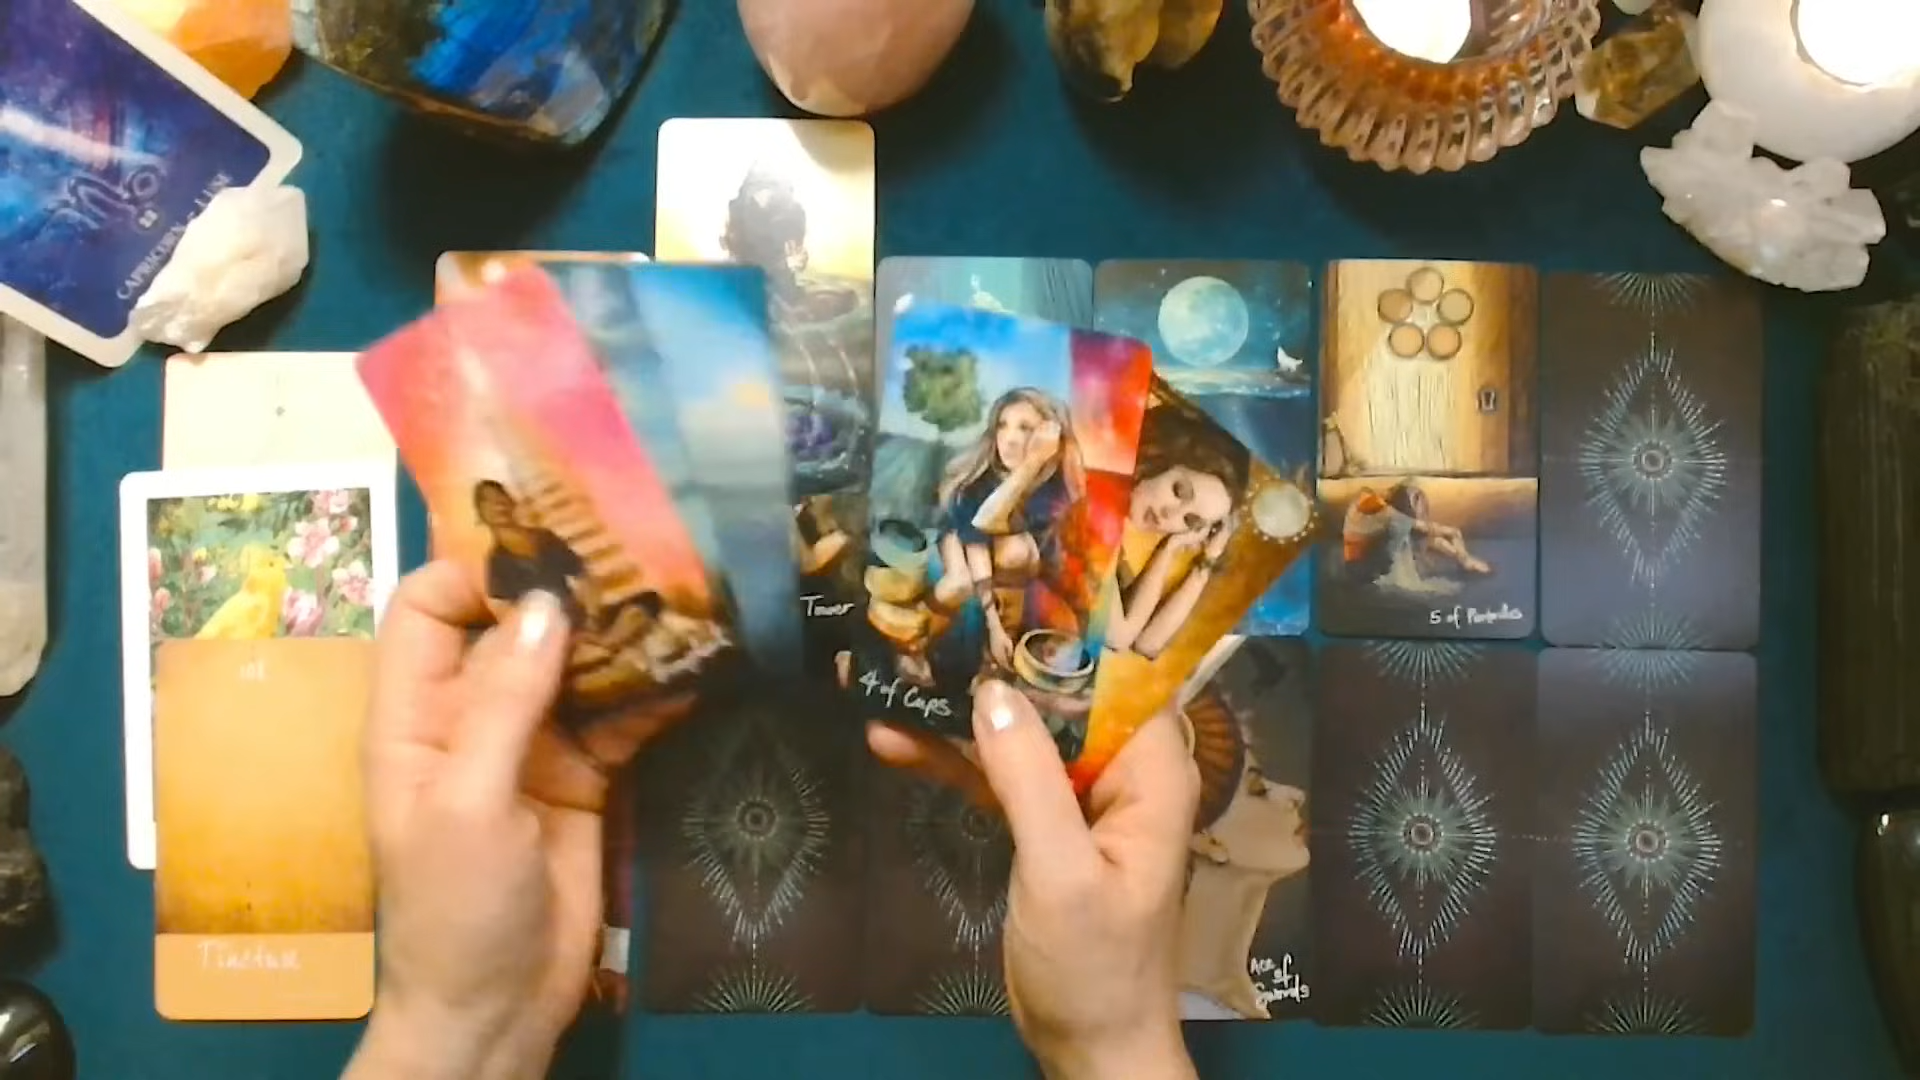 CAPRICORN
Tower
4 of Cups
5 of Pentacles
Ace
of
Swords
Tincture